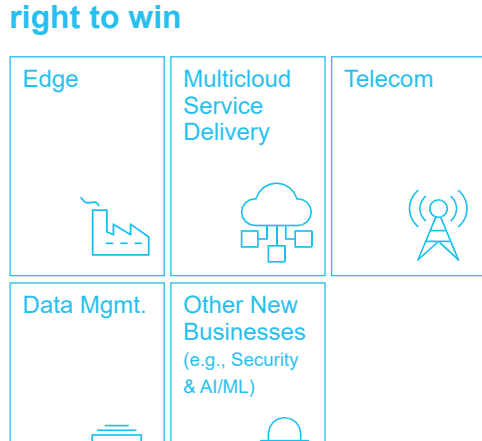 right to win
Edge
Multicloud
Service
Delivery
Telecom
Data Mgmt.
Other New
Businesses
(e.g., Security
& AI/ML)